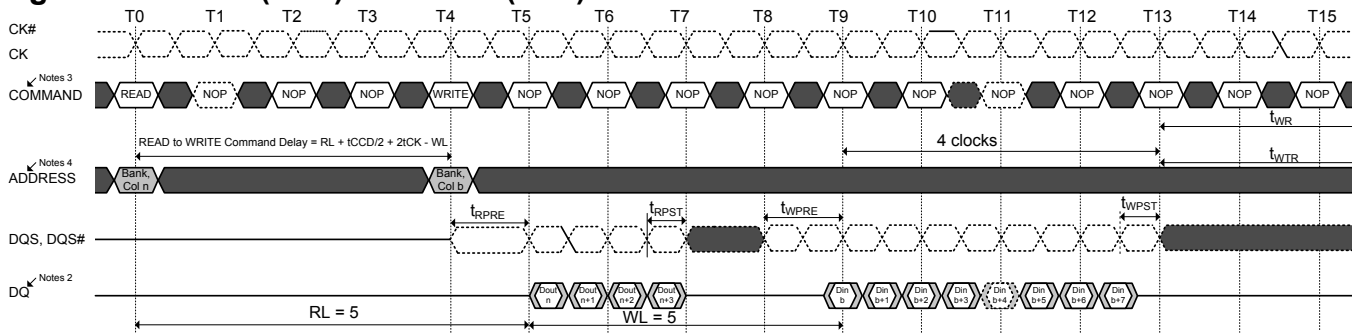 T0 T1 T2 T3 T4 T5 T6 T7 T8 T9 T10 T11 T12 T13 T14 T15
CK#
CK
Notes 3
COMMAND READ NOP NOP NOP WRITE NOP NOP NOP NOP NOP NOP NOP NOP NOP NOP NOP
tWR
READ to WRITE Command Delay = RL + tCCD/2 + 2tCK - WL
4 clocks
tWTR
Notes 4
ADDRESS
Bank, Col n
Bank, Col b
tRPRE tRPST tWPRE tWPST
DQS, DQS#
Notes 2
DQ
Dout n
Dout n+1
Dout n+2
Dout n+3
Din b
Din b+1
Din b+2
Din b+3
Din b+4
Din b+5
Din b+6
Din b+7
RL = 5
WL = 5